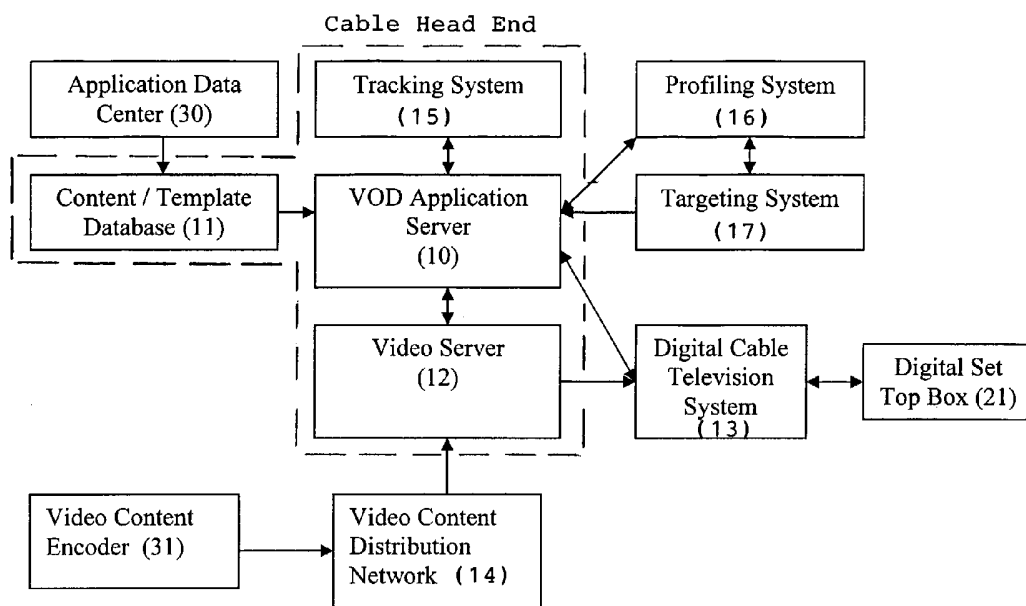 Cable Head End
Application Data
Center (30)
Tracking System
(15)
Profiling System
(16)
Content / Template
Database (11)
VOD Application
Server
(10)
Targeting System
(17)
Video Server
(12)
Digital Cable
Television
System
(13)
Digital Set
Top Box (21)
Video Content
Encoder (31)
Video Content
Distribution
Network (14)